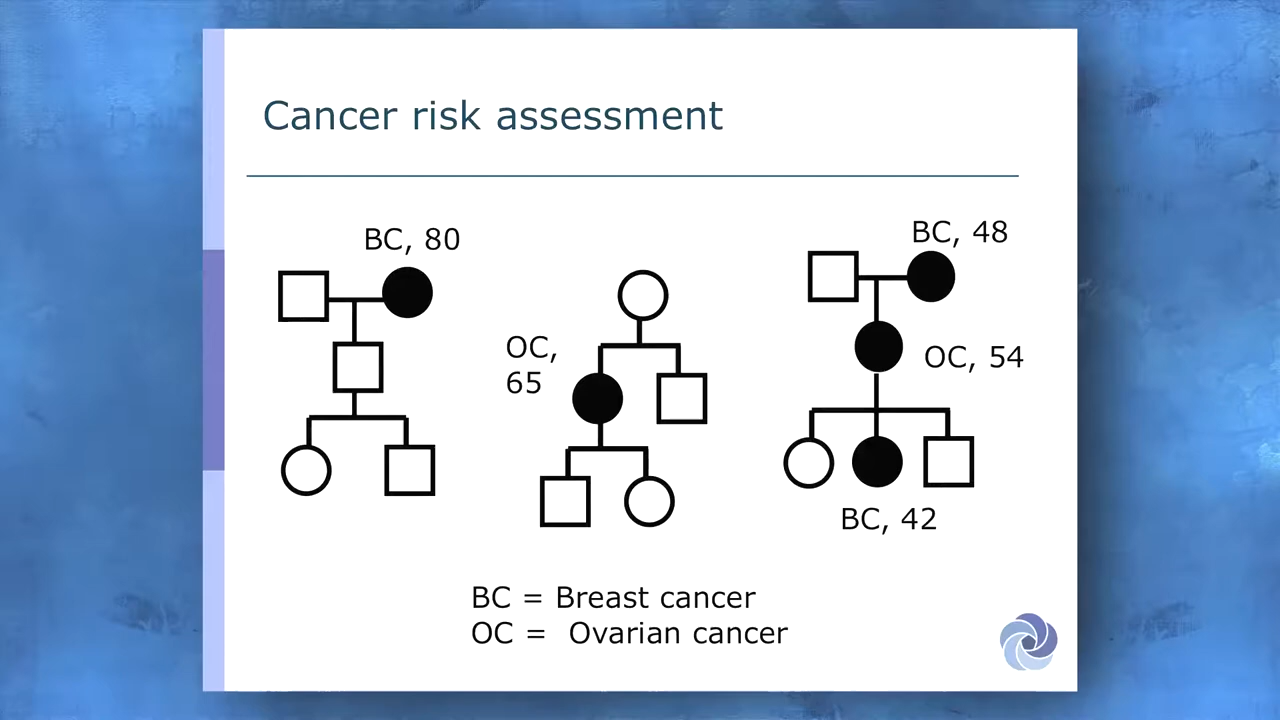 Cancer risk assessment
BC, 80
OC,
65
BC, 48
OC, 54
BC, 42
BC = Breast cancer
OC =  Ovarian cancer